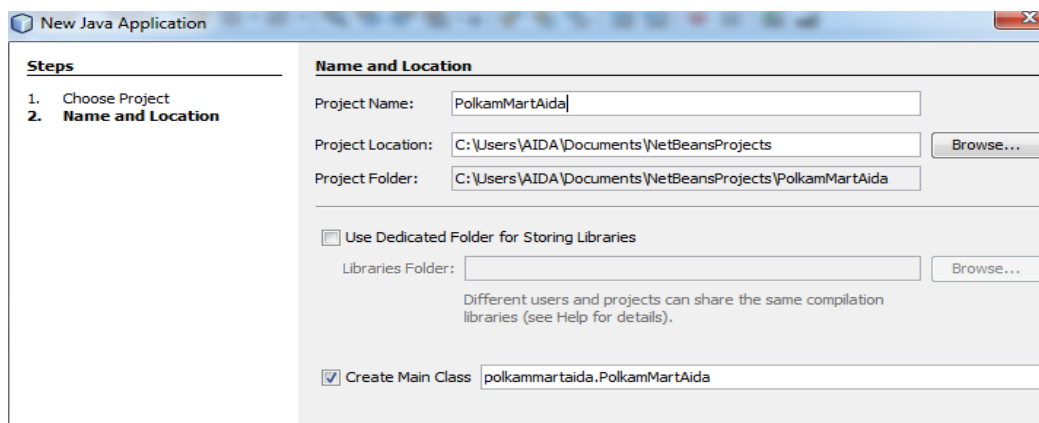 New Java Application
Steps
1. Choose Project
2. Name and Location
Name and Location
Project Name: PolkamMartAida
Project Location: C:\Users\AIDA\Documents\NetBeansProjects Browse...
Project Folder: C:\Users\AIDA\Documents\NetBeansProjects\PolkamMartAida
Use Dedicated Folder for Storing Libraries
Libraries Folder: Browse...
Different users and projects can share the same compilation
libraries (see Help for details).
Create Main Class polkammartaida.PolkamMartAida